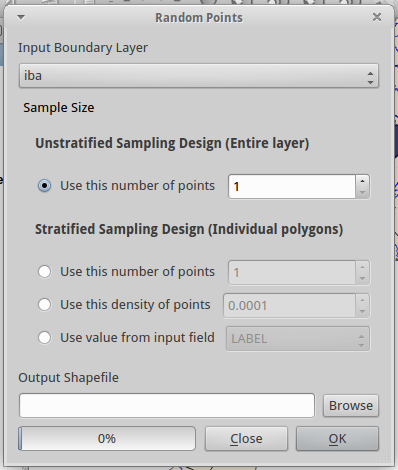 Random Points
Input Boundary Layer
iba
Sample Size
Unstratified Sampling Design (Entire layer)
Use this number of points 1
Stratified Sampling Design (Individual polygons)
Use this number of points 1
Use this density of points 0.0001
Use value from input field LABEL
Output Shapefile
Browse
0% Close OK